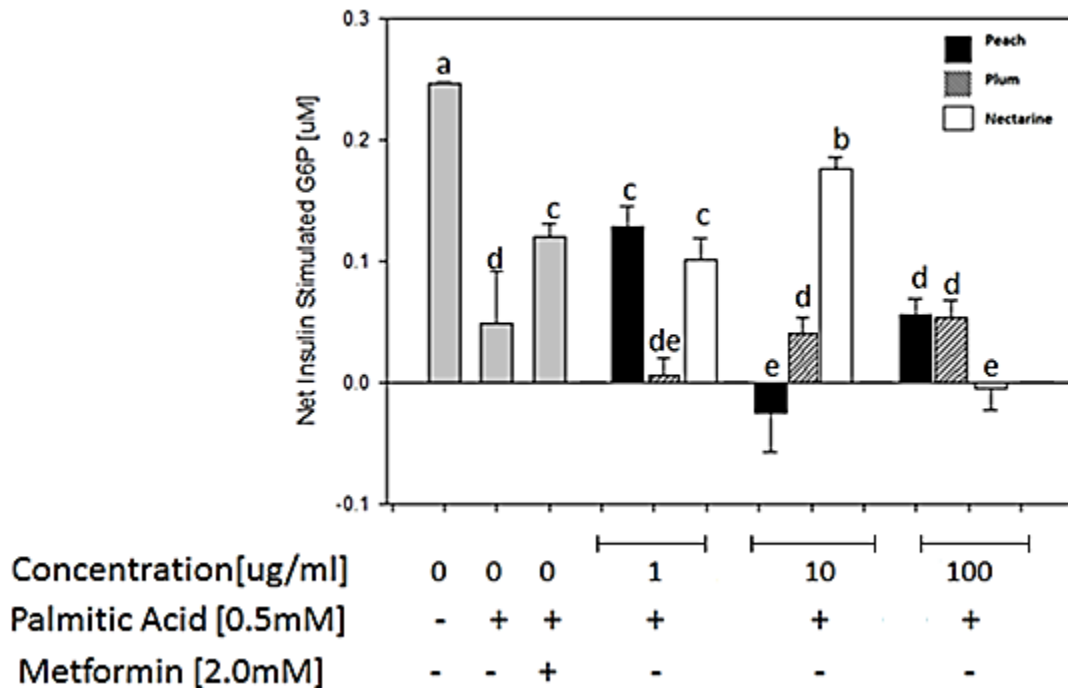 0.3
Peach
Plum
Nectarine
a
0.2
b
c
c
c
0.1
d
d
d
d
de
e
e
0.0
-0.1
Net Insulin Stimulated G6P [uM]
Concentration[ug/ml] 0 0 0 1 10 100
Palmitic Acid [0.5mM] - + + + + +
Metformin [2.0mM] - - + - - -